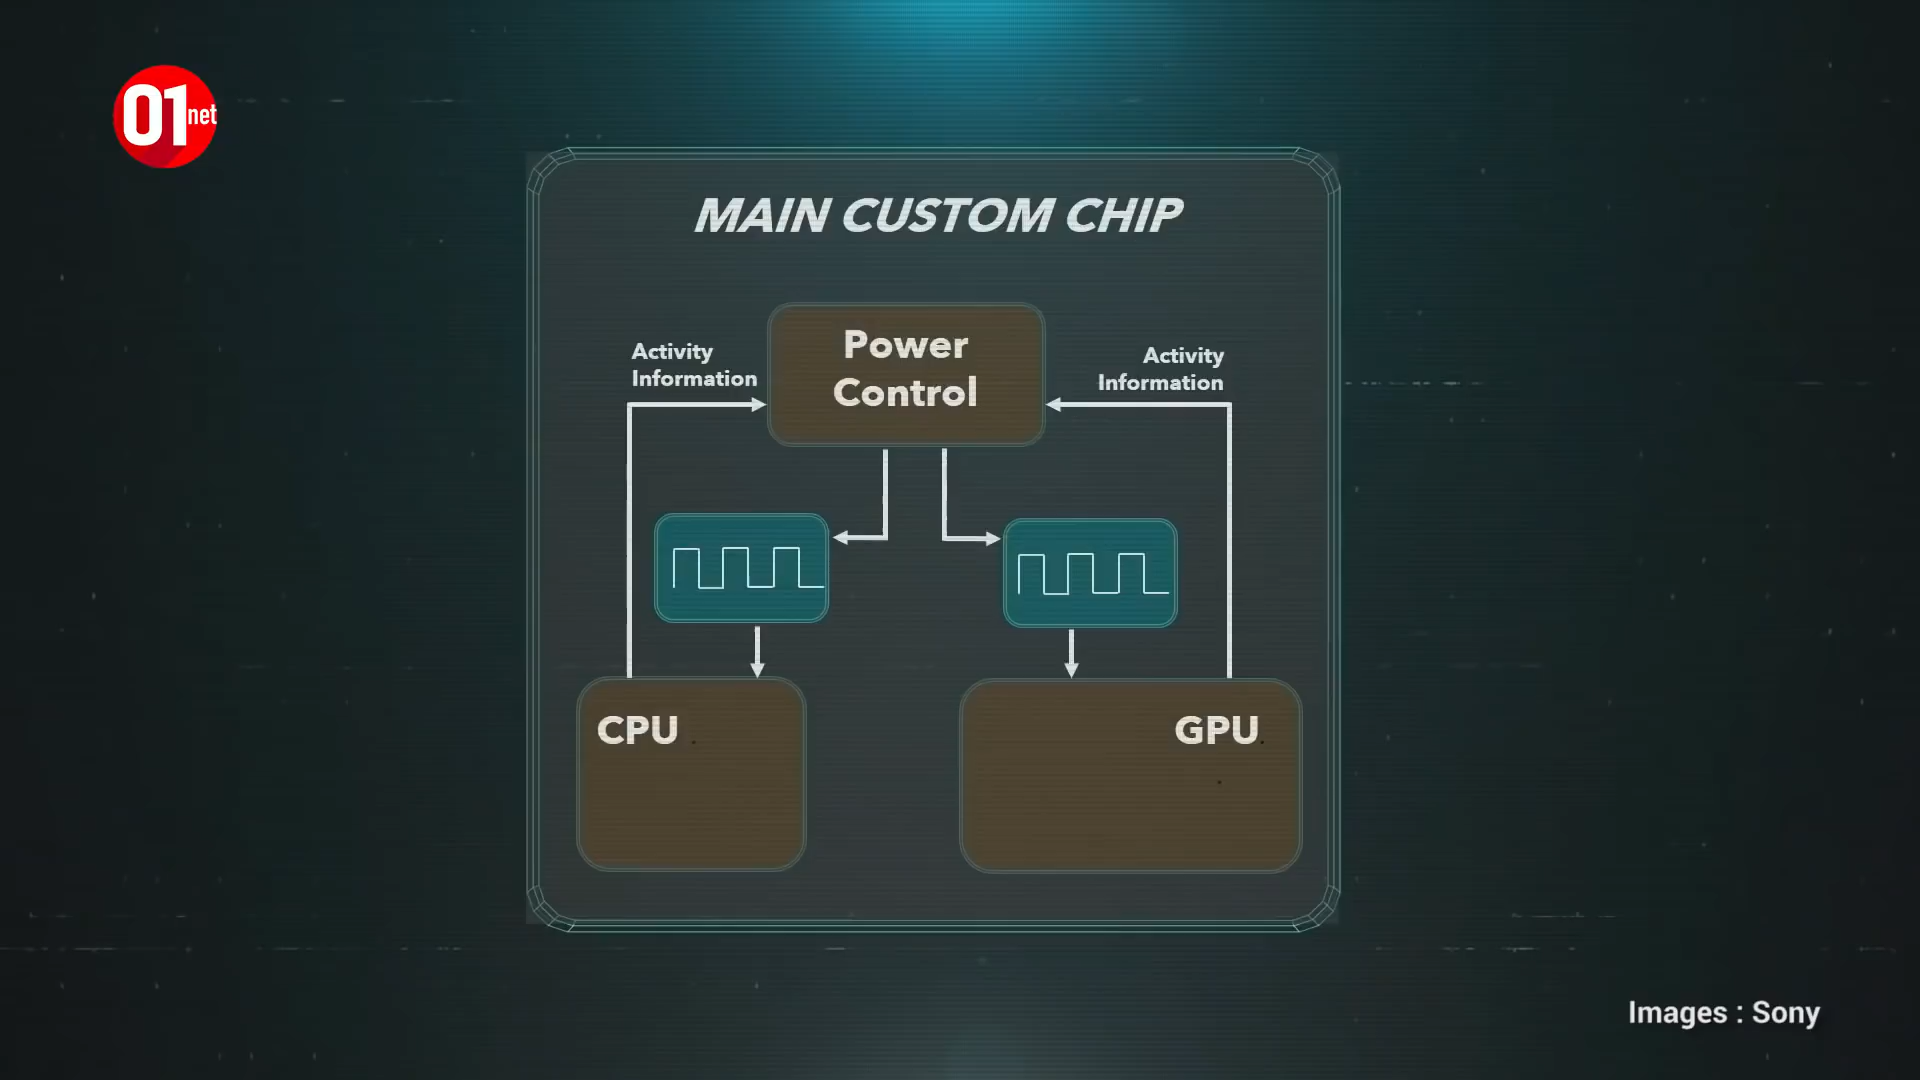 01net
MAIN CUSTOM CHIP
Power
Control
Activity
Information
Activity
Information
CPU
GPU
Images : Sony